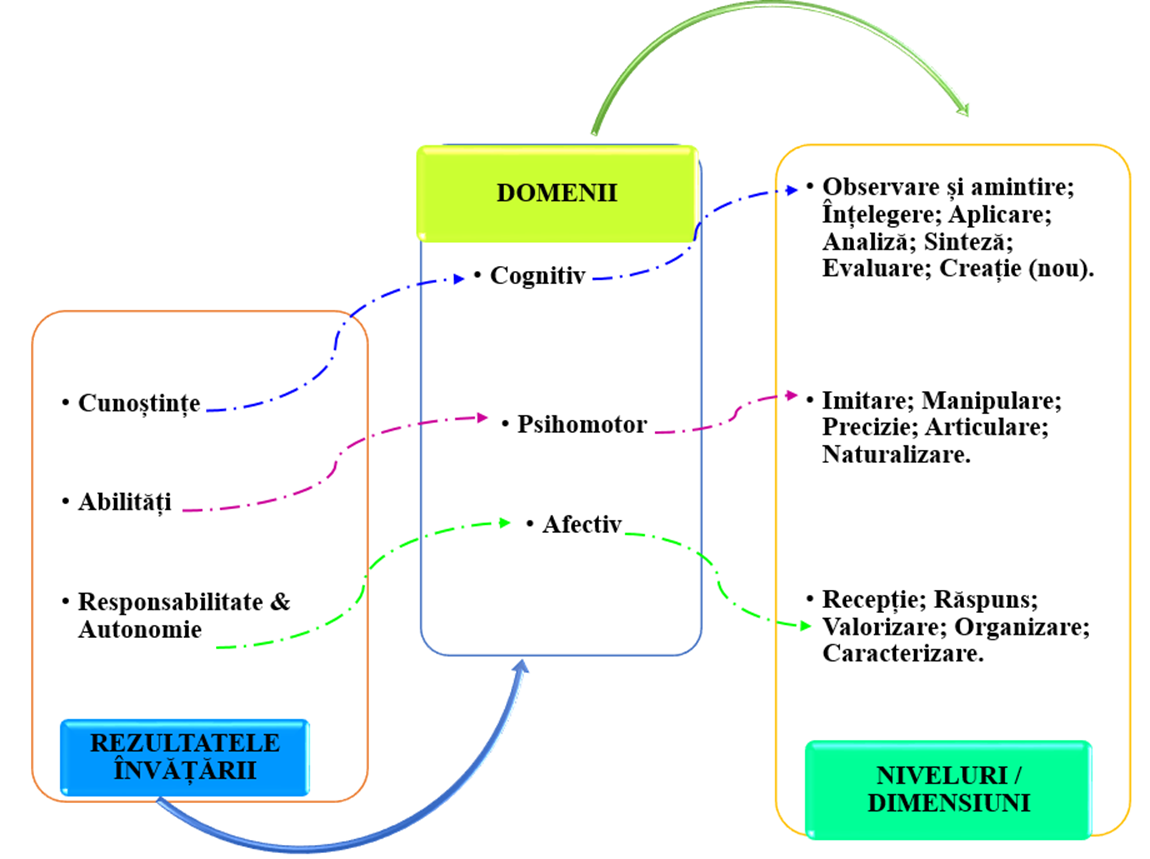 DOMENII
• Cognitiv
• Psihomotor
• Afectiv
• Cunoștințe
• Abilități
• Responsabilitate &
Autonomie
REZULTATELE
ÎNVĂȚĂRII
• Observare și amintire;
Înțelegere; Aplicare;
Analiză; Sinteză;
Evaluare; Creație (nou).
• Imitare; Manipulare;
Precizie; Articulare;
Naturalizare.
• Recepție; Răspuns;
Valorizare; Organizare;
Caracterizare.
NIVELURI /
DIMENSIUNI